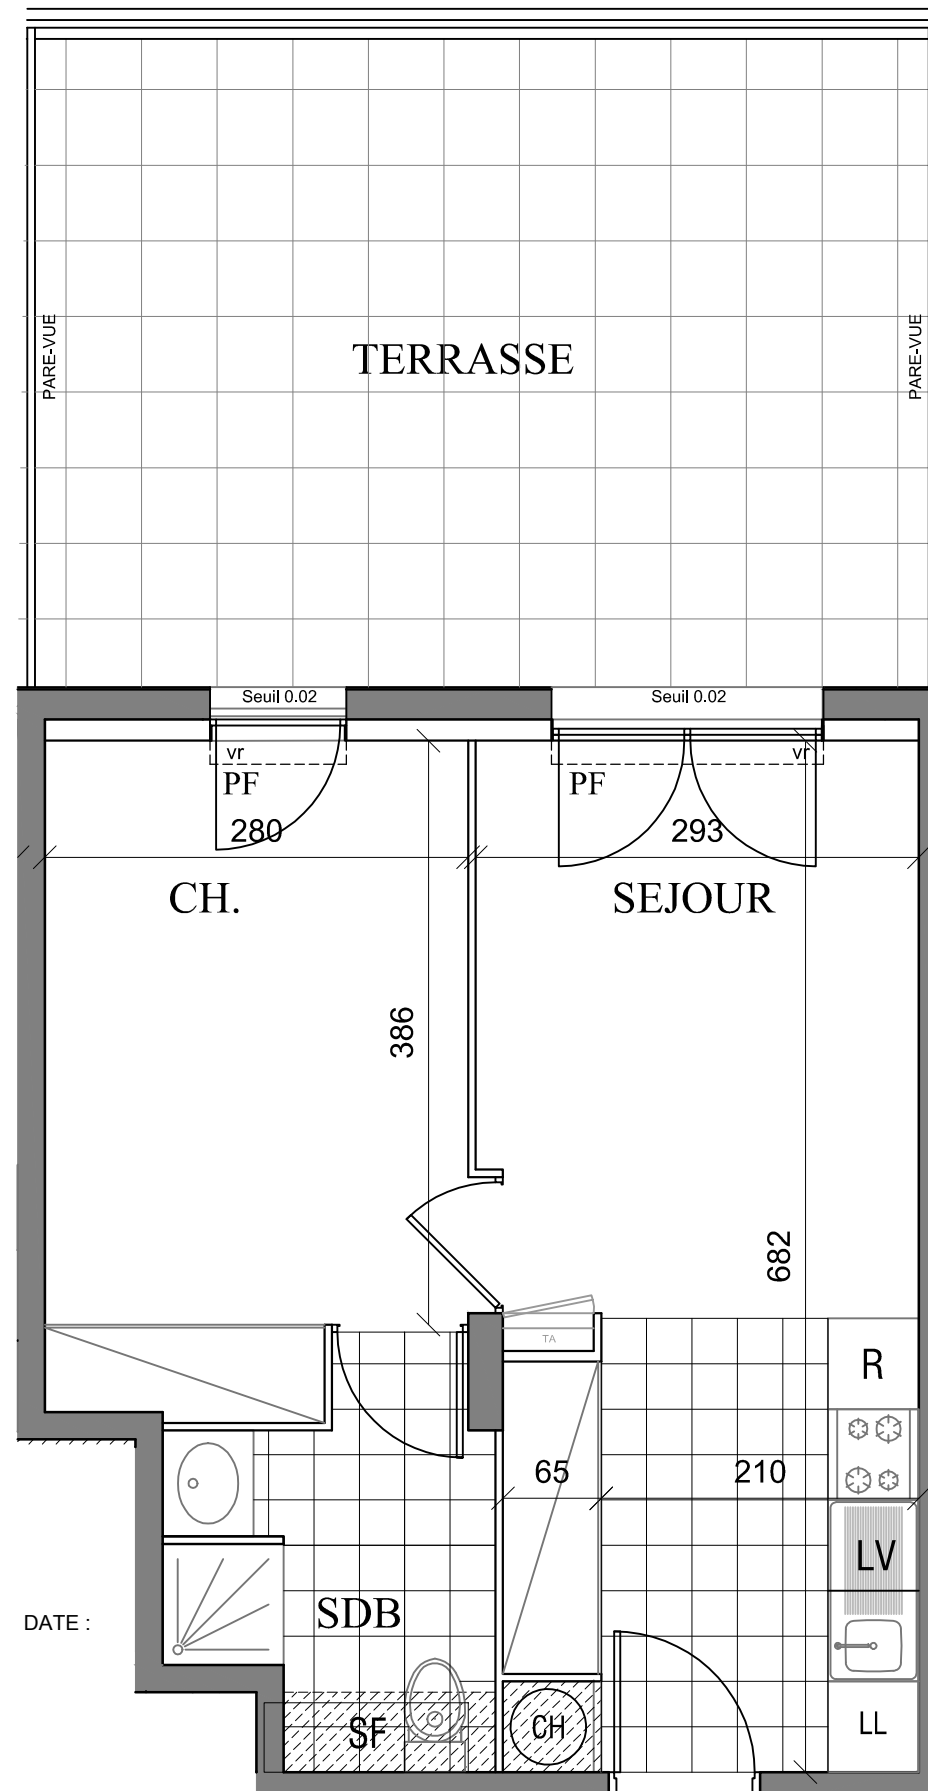 PARE-VUE
TERRASSE
PARE-VUE
Seuil 0.02
Seuil 0.02
vr
vr
PF
PF
280
293
CH.
SEJOUR
386
682
TA
R
65
210
LV
DATE :
SDB
SF
CH
LL